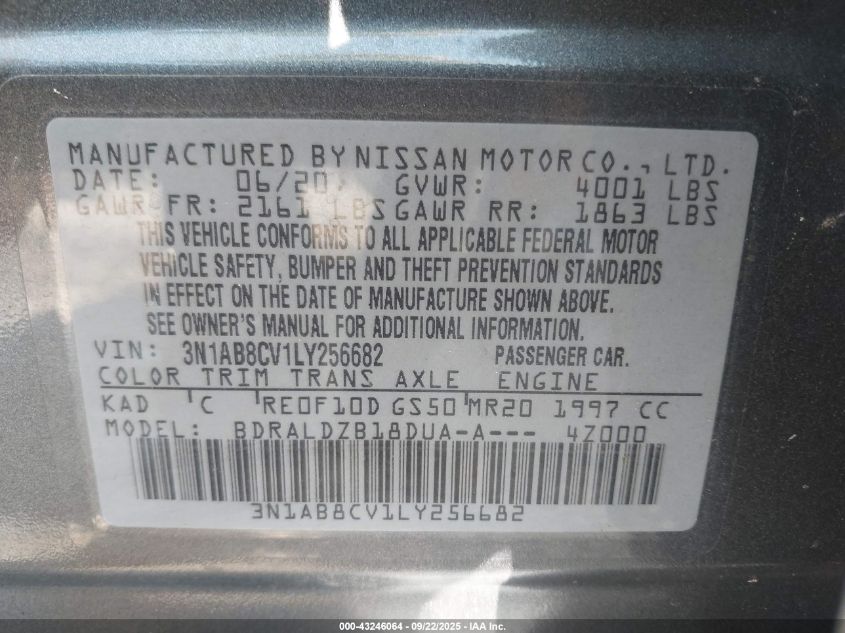 MANUFACTURED BY NISSAN MOTOR CO., LTD.
DATE: 06/20 GVWR: 4001 LBS
GAWR FR: 2161 LBS GAWR RR: 1863 LBS
THIS VEHICLE CONFORMS TO ALL APPLICABLE FEDERAL MOTOR
VEHICLE SAFETY, BUMPER AND THEFT PREVENTION STANDARDS
IN EFFECT ON THE DATE OF MANUFACTURE SHOWN ABOVE.
SEE OWNER'S MANUAL FOR ADDITIONAL INFORMATION.
VIN: 3N1AB8CV1LY256682 PASSENGER CAR.
COLOR TRIM TRANS AXLE ENGINE
KAD C RE0F10D GS50 MR20 1997 CC
MODEL: BDRALDZB18DUA-A--- 4Z000
3N1AB8CV1LY256682
000-43246064 - 09/22/2025 - IAA Inc.